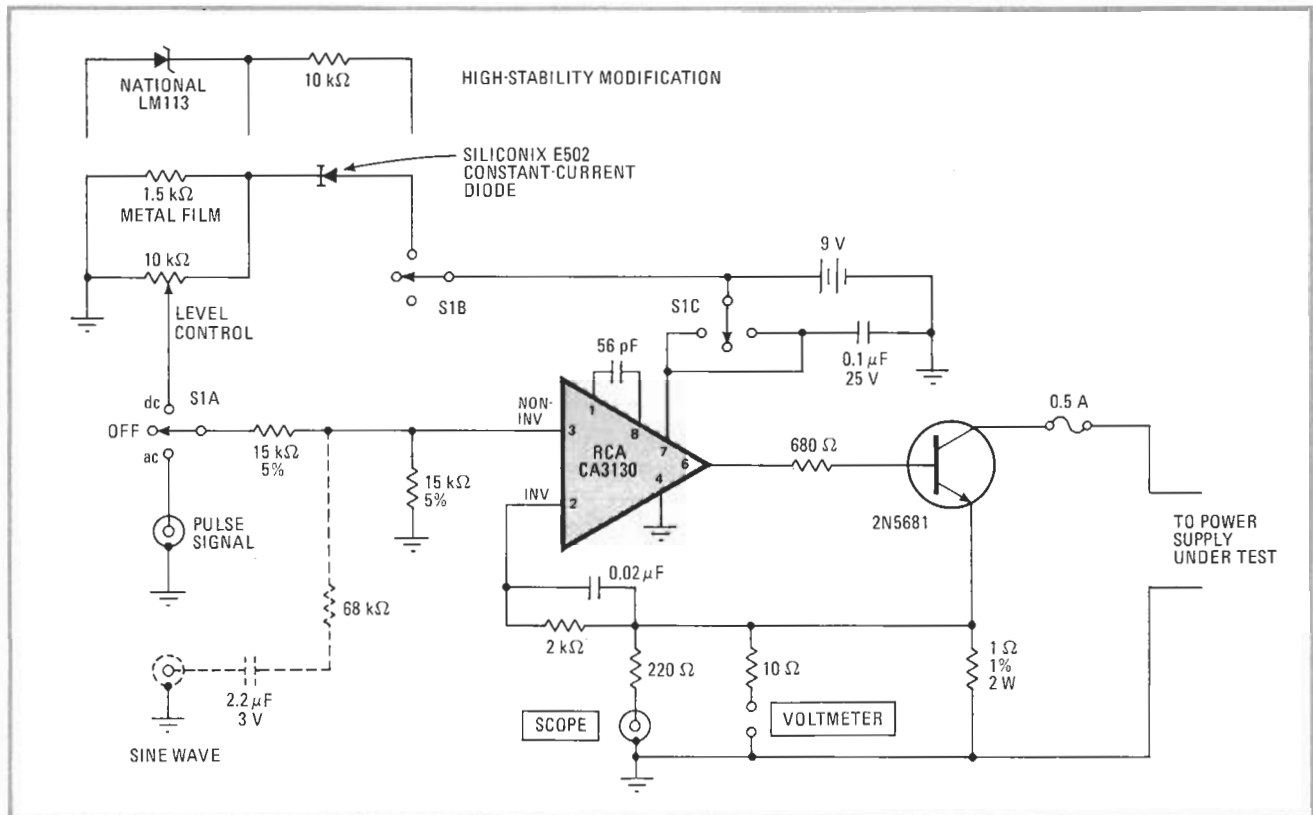 NATIONAL
LM113
10 kΩ
HIGH-STABILITY MODIFICATION
SILICONIX E502
CONSTANT-CURRENT
DIODE
1.5 kΩ
METAL FILM
10 kΩ
LEVEL
CONTROL
S1B
9 V
S1C
0.1 μF
25 V
56 pF
dc
S1A
OFF
ac
15 kΩ
5%
15 kΩ
5%
NON-
INV
3
1
8
7
RCA
CA3130
6
4
INV
2
680 Ω
0.5 A
2N5681
TO POWER
SUPPLY
UNDER TEST
PULSE
SIGNAL
68 kΩ
0.02 μF
2 kΩ
220 Ω
10 Ω
1 Ω
1%
2 W
2.2 μF
3 V
SCOPE
VOLTMETER
SINE WAVE